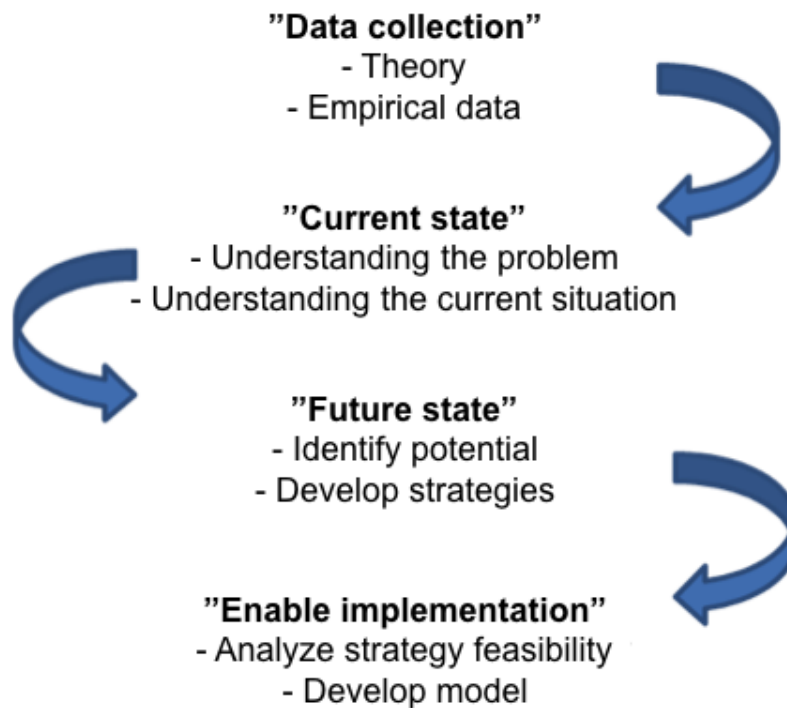 ”Data collection”
- Theory
- Empirical data
”Current state”
- Understanding the problem
- Understanding the current situation
”Future state”
- Identify potential
- Develop strategies
”Enable implementation”
- Analyze strategy feasibility
- Develop model